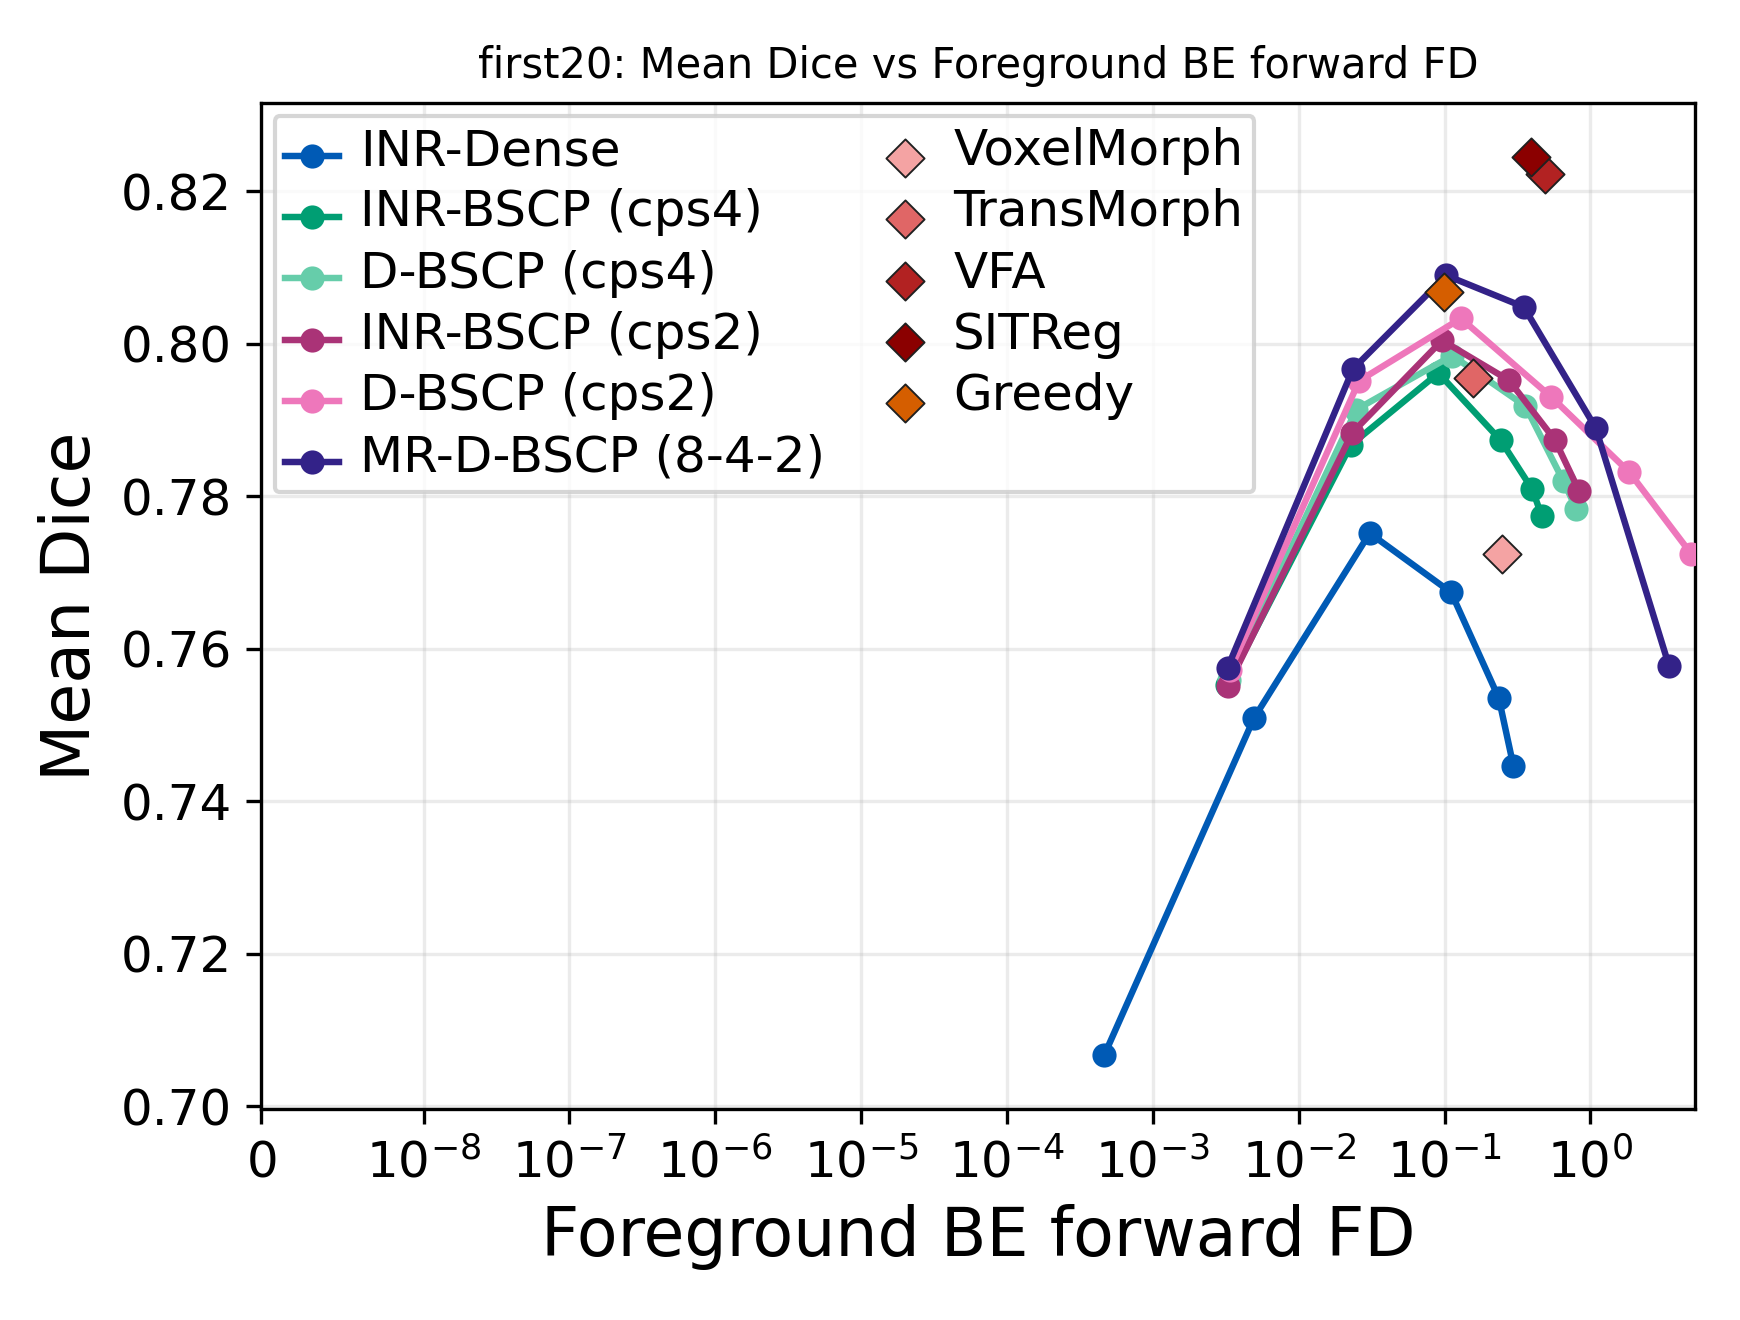 first20: Mean Dice vs Foreground BE forward FD
INR-Dense
INR-BSCP (cps4)
D-BSCP (cps4)
INR-BSCP (cps2)
D-BSCP (cps2)
MR-D-BSCP (8-4-2)
VoxelMorph
TransMorph
VFA
SITReg
Greedy
Mean Dice
0.82
0.80
0.78
0.76
0.74
0.72
0.70
0 10⁻⁸ 10⁻⁷ 10⁻⁶ 10⁻⁵ 10⁻⁴ 10⁻³ 10⁻² 10⁻¹ 10⁰
Foreground BE forward FD